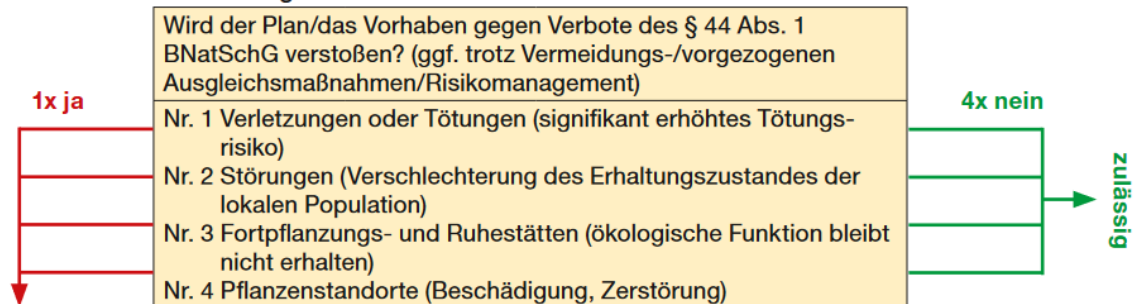 Wird der Plan/das Vorhaben gegen Verbote des § 44 Abs. 1
BNatSchG verstoßen? (ggf. trotz Vermeidungs-/vorgezogenen
Ausgleichsmaßnahmen/Risikomanagement)
1x ja
4x nein
Nr. 1 Verletzungen oder Tötungen (signifikant erhöhtes Tötungs-
risiko)
Nr. 2 Störungen (Verschlechterung des Erhaltungszustandes der
lokalen Population)
Nr. 3 Fortpflanzungs- und Ruhestätten (ökologische Funktion bleibt
nicht erhalten)
Nr. 4 Pflanzenstandorte (Beschädigung, Zerstörung)
zulässig